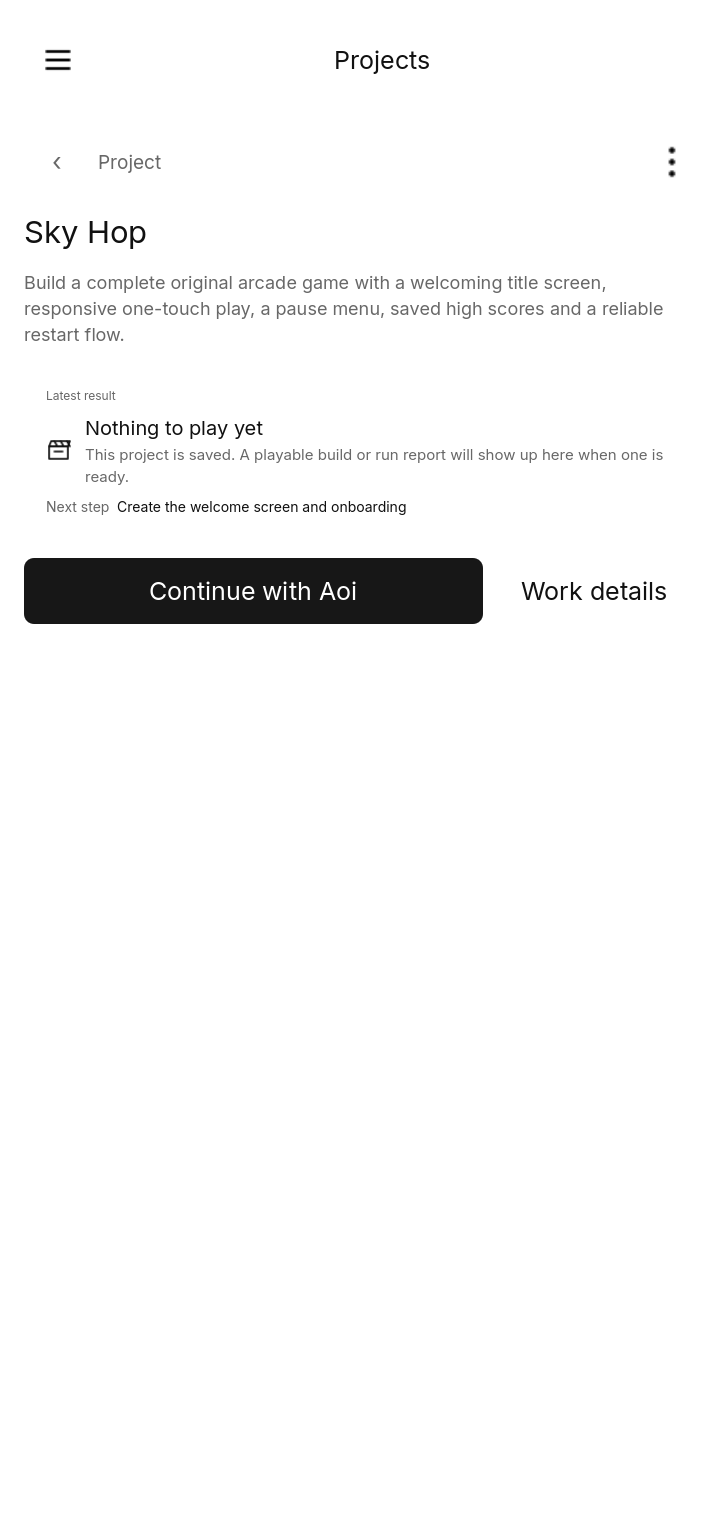 Projects
Project
Sky Hop
Build a complete original arcade game with a welcoming title screen,
responsive one-touch play, a pause menu, saved high scores and a reliable
restart flow.
Latest result
Nothing to play yet
This project is saved. A playable build or run report will show up here when one is
ready.
Next step Create the welcome screen and onboarding
Continue with Aoi
Work details